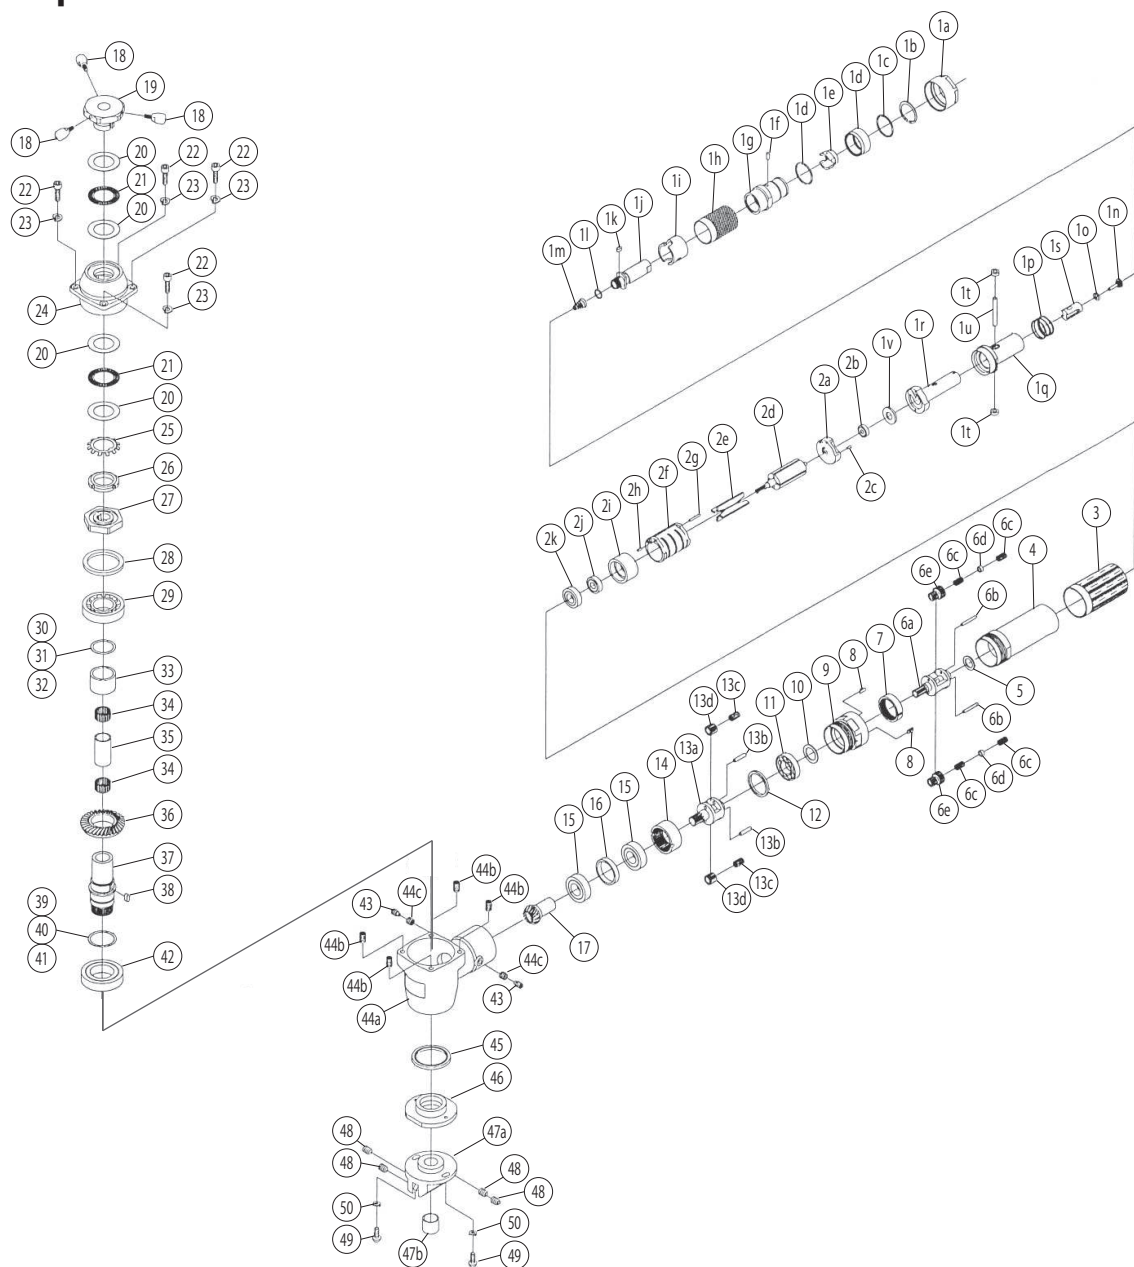 1a
1b
1c
1d
1e
1f
1d
1g
1h
1i
1j
1k
1l
1m
18
19
18
18
20
22
22
22
21
23
23
23
20
22
24
23
20
21
20
25
26
27
28
29
30
31
32
33
34
35
34
36
37
38
39
40
41
42
1n
1o
1s
1p
1t
1u
1r
1q
1t
1v
2b
2a
2d
2c
2e
2g
2f
2h
2i
2j
2k
3
4
6c
6d
6c
6e
6b
6a
5
6b
7
8
9
8
6c
6d
6c
6e
10
11
12
13c
13d
13b
13a
13b
13c
13d
14
15
16
15
17
44b
44b
44c
43
44b
44b
44a
44c
43
45
46
47a
48
48
48
48
50
49
47b
50
49